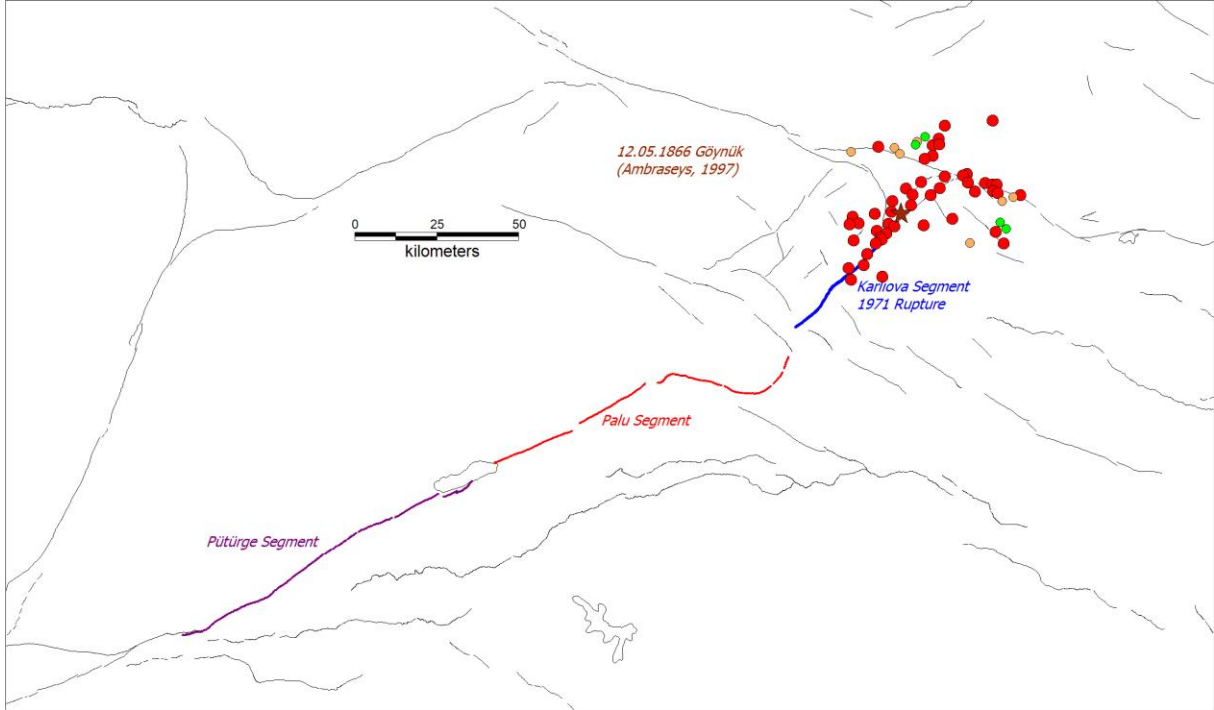 12.05.1866 Göynük
(Ambraseys, 1997)
0 25 50
kilometers
Karlıova Segment
1971 Rupture
Palu Segment
Pütürge Segment